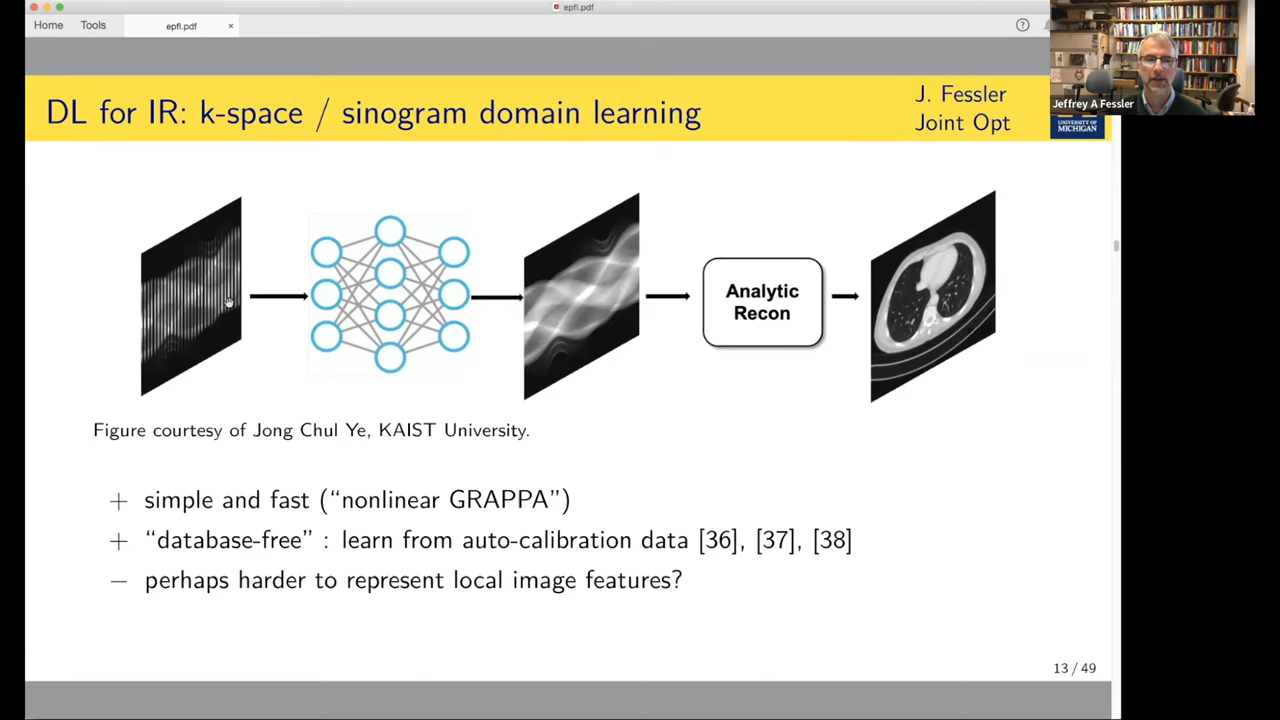 epfl.pdf
Home Tools epfl.pdf ×
?
DL for IR: k-space / sinogram domain learning
J. Fessler
Joint Opt
Jeffrey A Fessler
UNIVERSITY OF
MICHIGAN
Analytic
Recon
Figure courtesy of Jong Chul Ye, KAIST University.
+ simple and fast (“nonlinear GRAPPA”)
+ “database-free” : learn from auto-calibration data [36], [37], [38]
− perhaps harder to represent local image features?
13 / 49